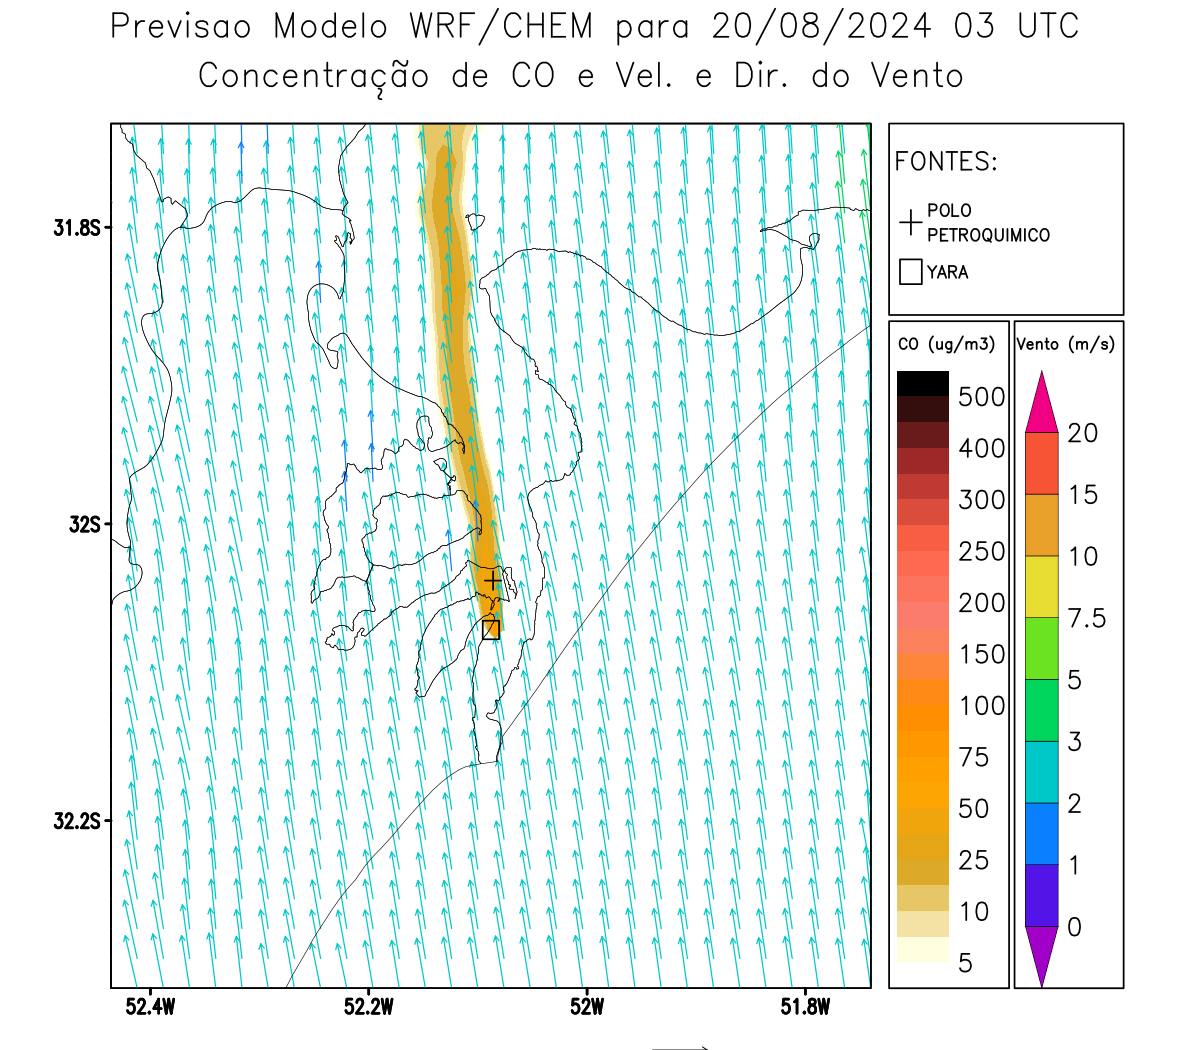 Previsao Modelo WRF/CHEM para 20/08/2024 03 UTC
Concentração de CO e Vel. e Dir. do Vento
FONTES:
POLO
PETROQUIMICO
YARA
CO (ug/m3)
500
400
300
250
200
150
100
75
50
25
10
5
Vento (m/s)
20
15
10
7.5
5
3
2
1
0
31.8S
32S
32.2S
52.4W
52.2W
52W
51.8W